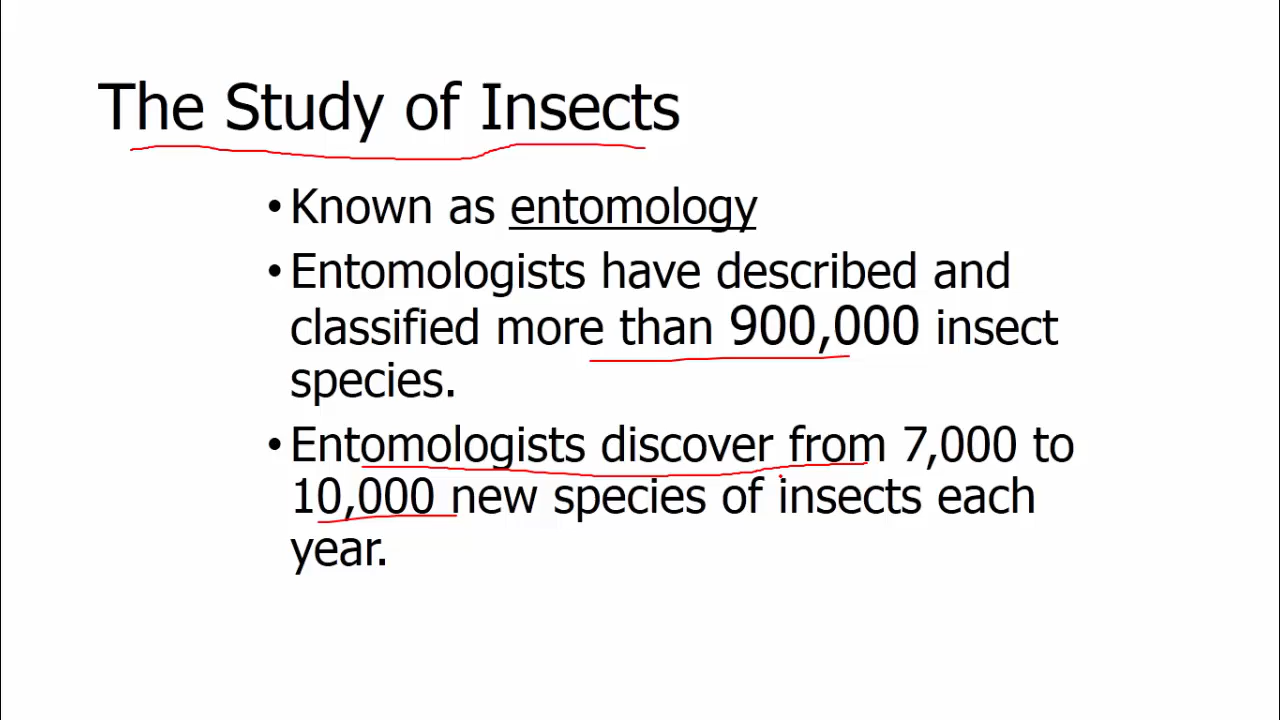 The Study of Insects
• Known as entomology
• Entomologists have described and
classified more than 900,000 insect
species.
• Entomologists discover from 7,000 to
10,000 new species of insects each
year.